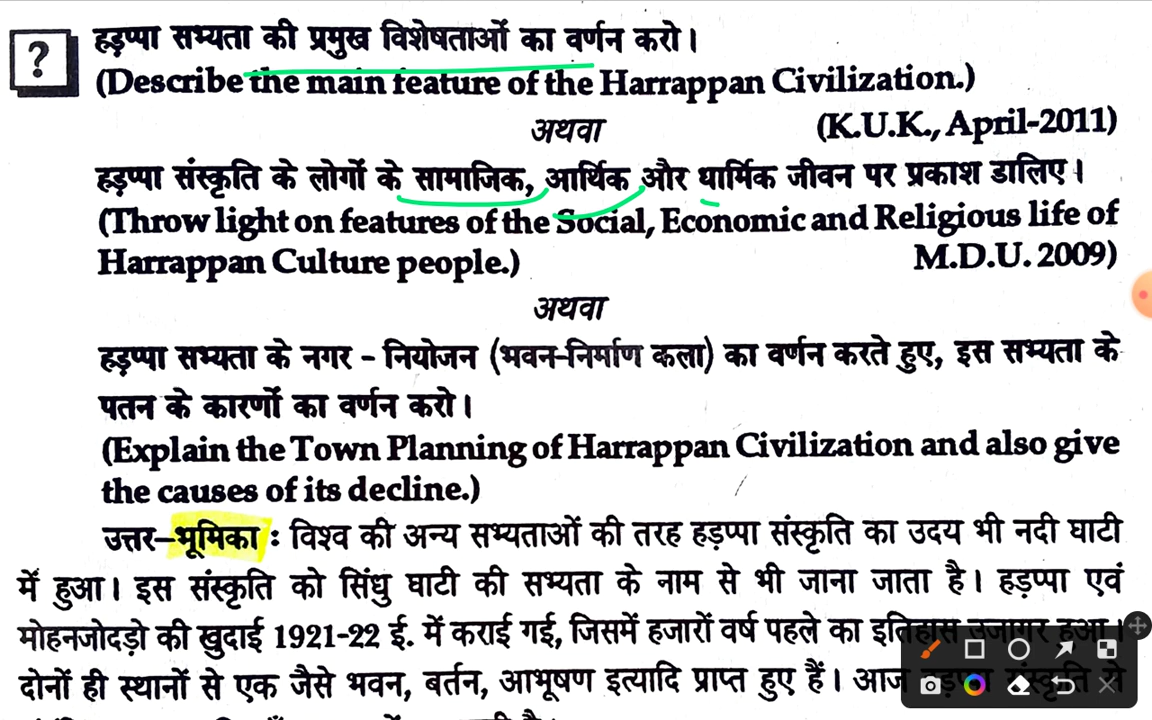 ?
हड़प्पा सभ्यता की प्रमुख विशेषताओं का वर्णन करो।
(Describe the main feature of the Harrappan Civilization.)
(K.U.K., April-2011)
अथवा
हड़प्पा संस्कृति के लोगों के सामाजिक, आर्थिक और धार्मिक जीवन पर प्रकाश डालिए।
(Throw light on features of the Social, Economic and Religious life of
Harrappan Culture people.) M.D.U. 2009)
अथवा
हड़प्पा सभ्यता के नगर - नियोजन (भवन-निर्माण कला) का वर्णन करते हुए, इस सभ्यता के
पतन के कारणों का वर्णन करो।
(Explain the Town Planning of Harrappan Civilization and also give
the causes of its decline.)
उत्तर–भूमिका : विश्व की अन्य सभ्यताओं की तरह हड़प्पा संस्कृति का उदय भी नदी घाटी
में हुआ। इस संस्कृति को सिंधु घाटी की सभ्यता के नाम से भी जाना जाता है। हड़प्पा एवं
मोहनजोदड़ो की खुदाई 1921-22 ई. में कराई गई, जिसमें हजारों वर्ष पहले का इतिहास उजागर हुआ।
दोनों ही स्थानों से एक जैसे भवन, बर्तन, आभूषण इत्यादि प्राप्त हुए हैं। आज